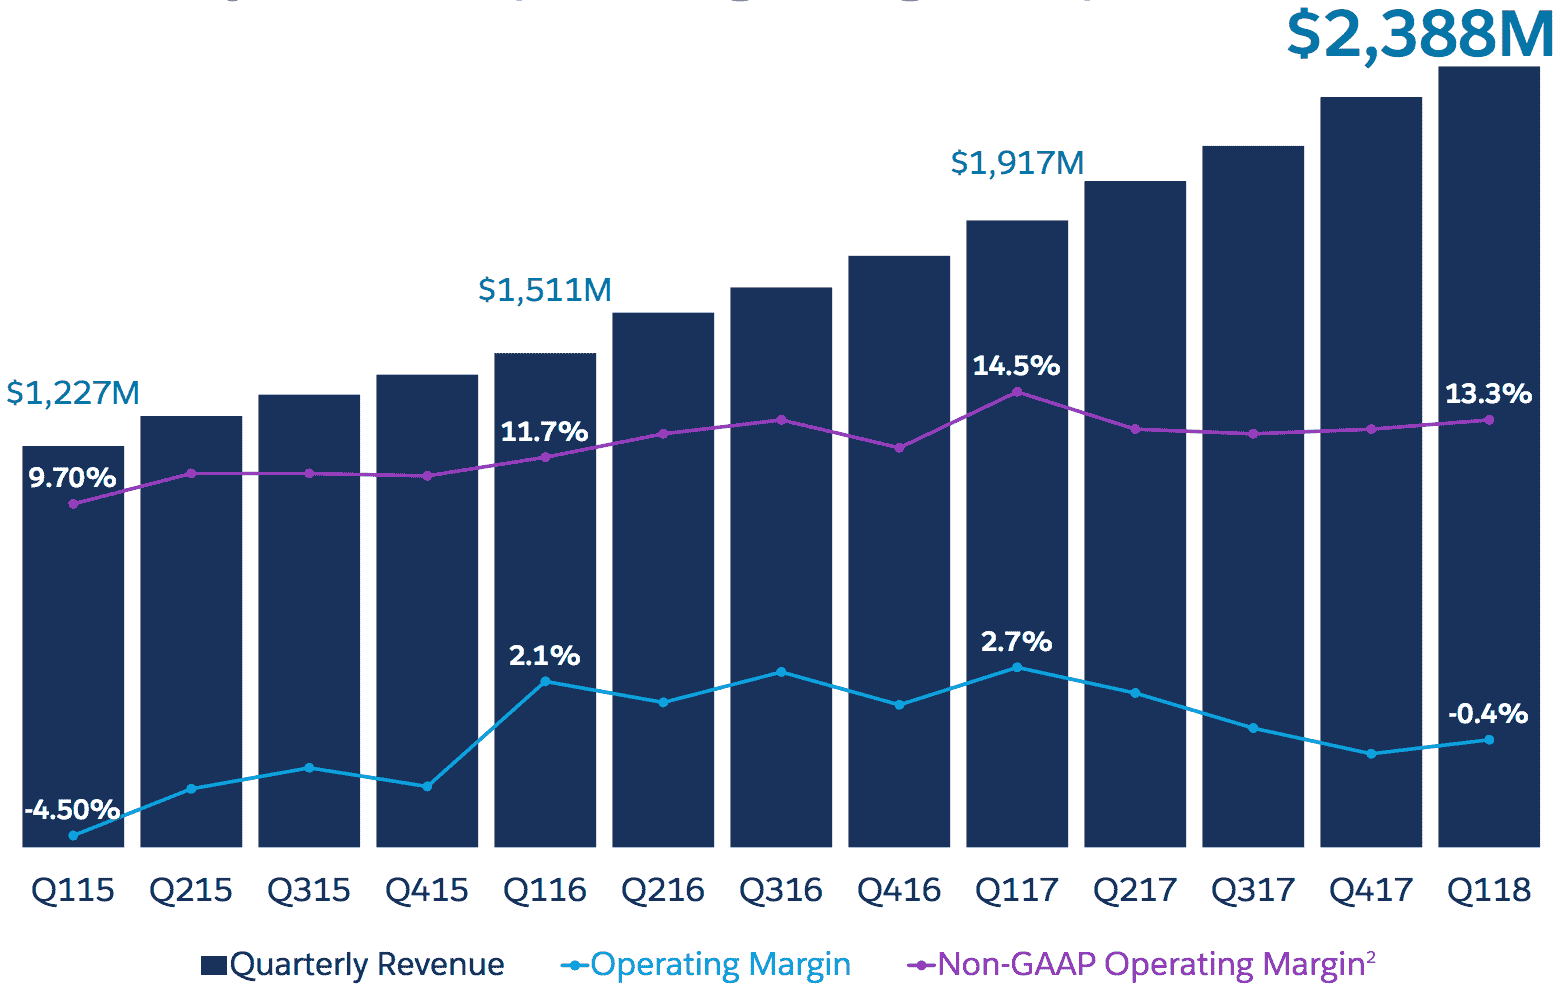 $2,388M
$1,917M
$1,511M
$1,227M
14.5%
13.3%
11.7%
9.70%
2.7%
2.1%
-0.4%
-4.50%
Q115 Q215 Q315 Q415 Q116 Q216 Q316 Q416 Q117 Q217 Q317 Q417 Q118
Quarterly Revenue Operating Margin Non-GAAP Operating Margin²